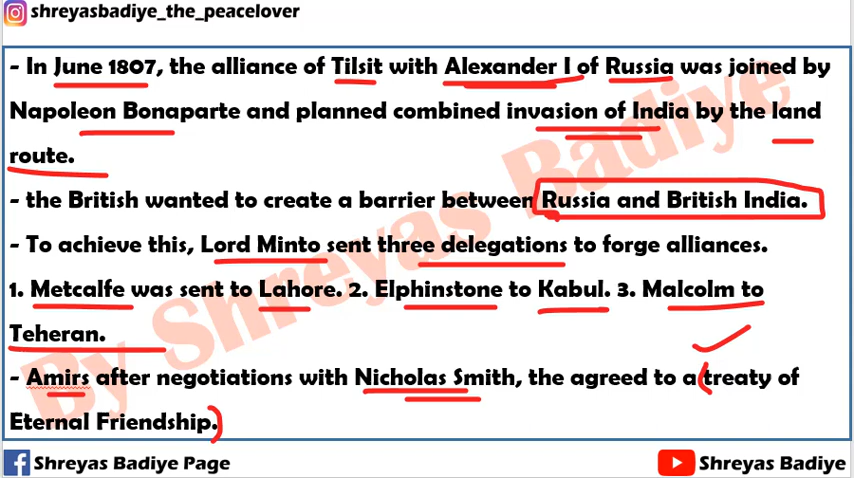 shreyasbadiye_the_peacelover
- In June 1807, the alliance of Tilsit with Alexander I of Russia was joined by
Napoleon Bonaparte and planned combined invasion of India by the land
route.
- the British wanted to create a barrier between Russia and British India.
- To achieve this, Lord Minto sent three delegations to forge alliances.
1. Metcalfe was sent to Lahore. 2. Elphinstone to Kabul. 3. Malcolm to
Teheran.
- Amirs after negotiations with Nicholas Smith, the agreed to a treaty of
Eternal Friendship.
By Shreyas Badiye
Shreyas Badiye Page
Shreyas Badiye